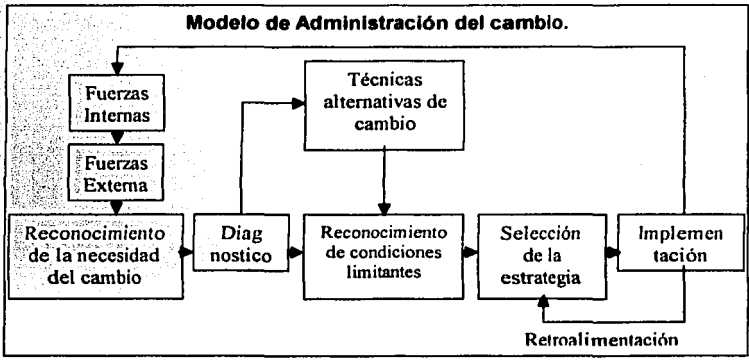 Modelo de Administración del cambio.
Fuerzas
Internas
Técnicas
alternativas de
cambio
Fuerzas
Externa
Reconocimiento
de la necesidad
del cambio
Diag
nostico
Reconocimiento
de condiciones
limitantes
Selección
de la
estrategia
Implemen
tación
Retroalimentación